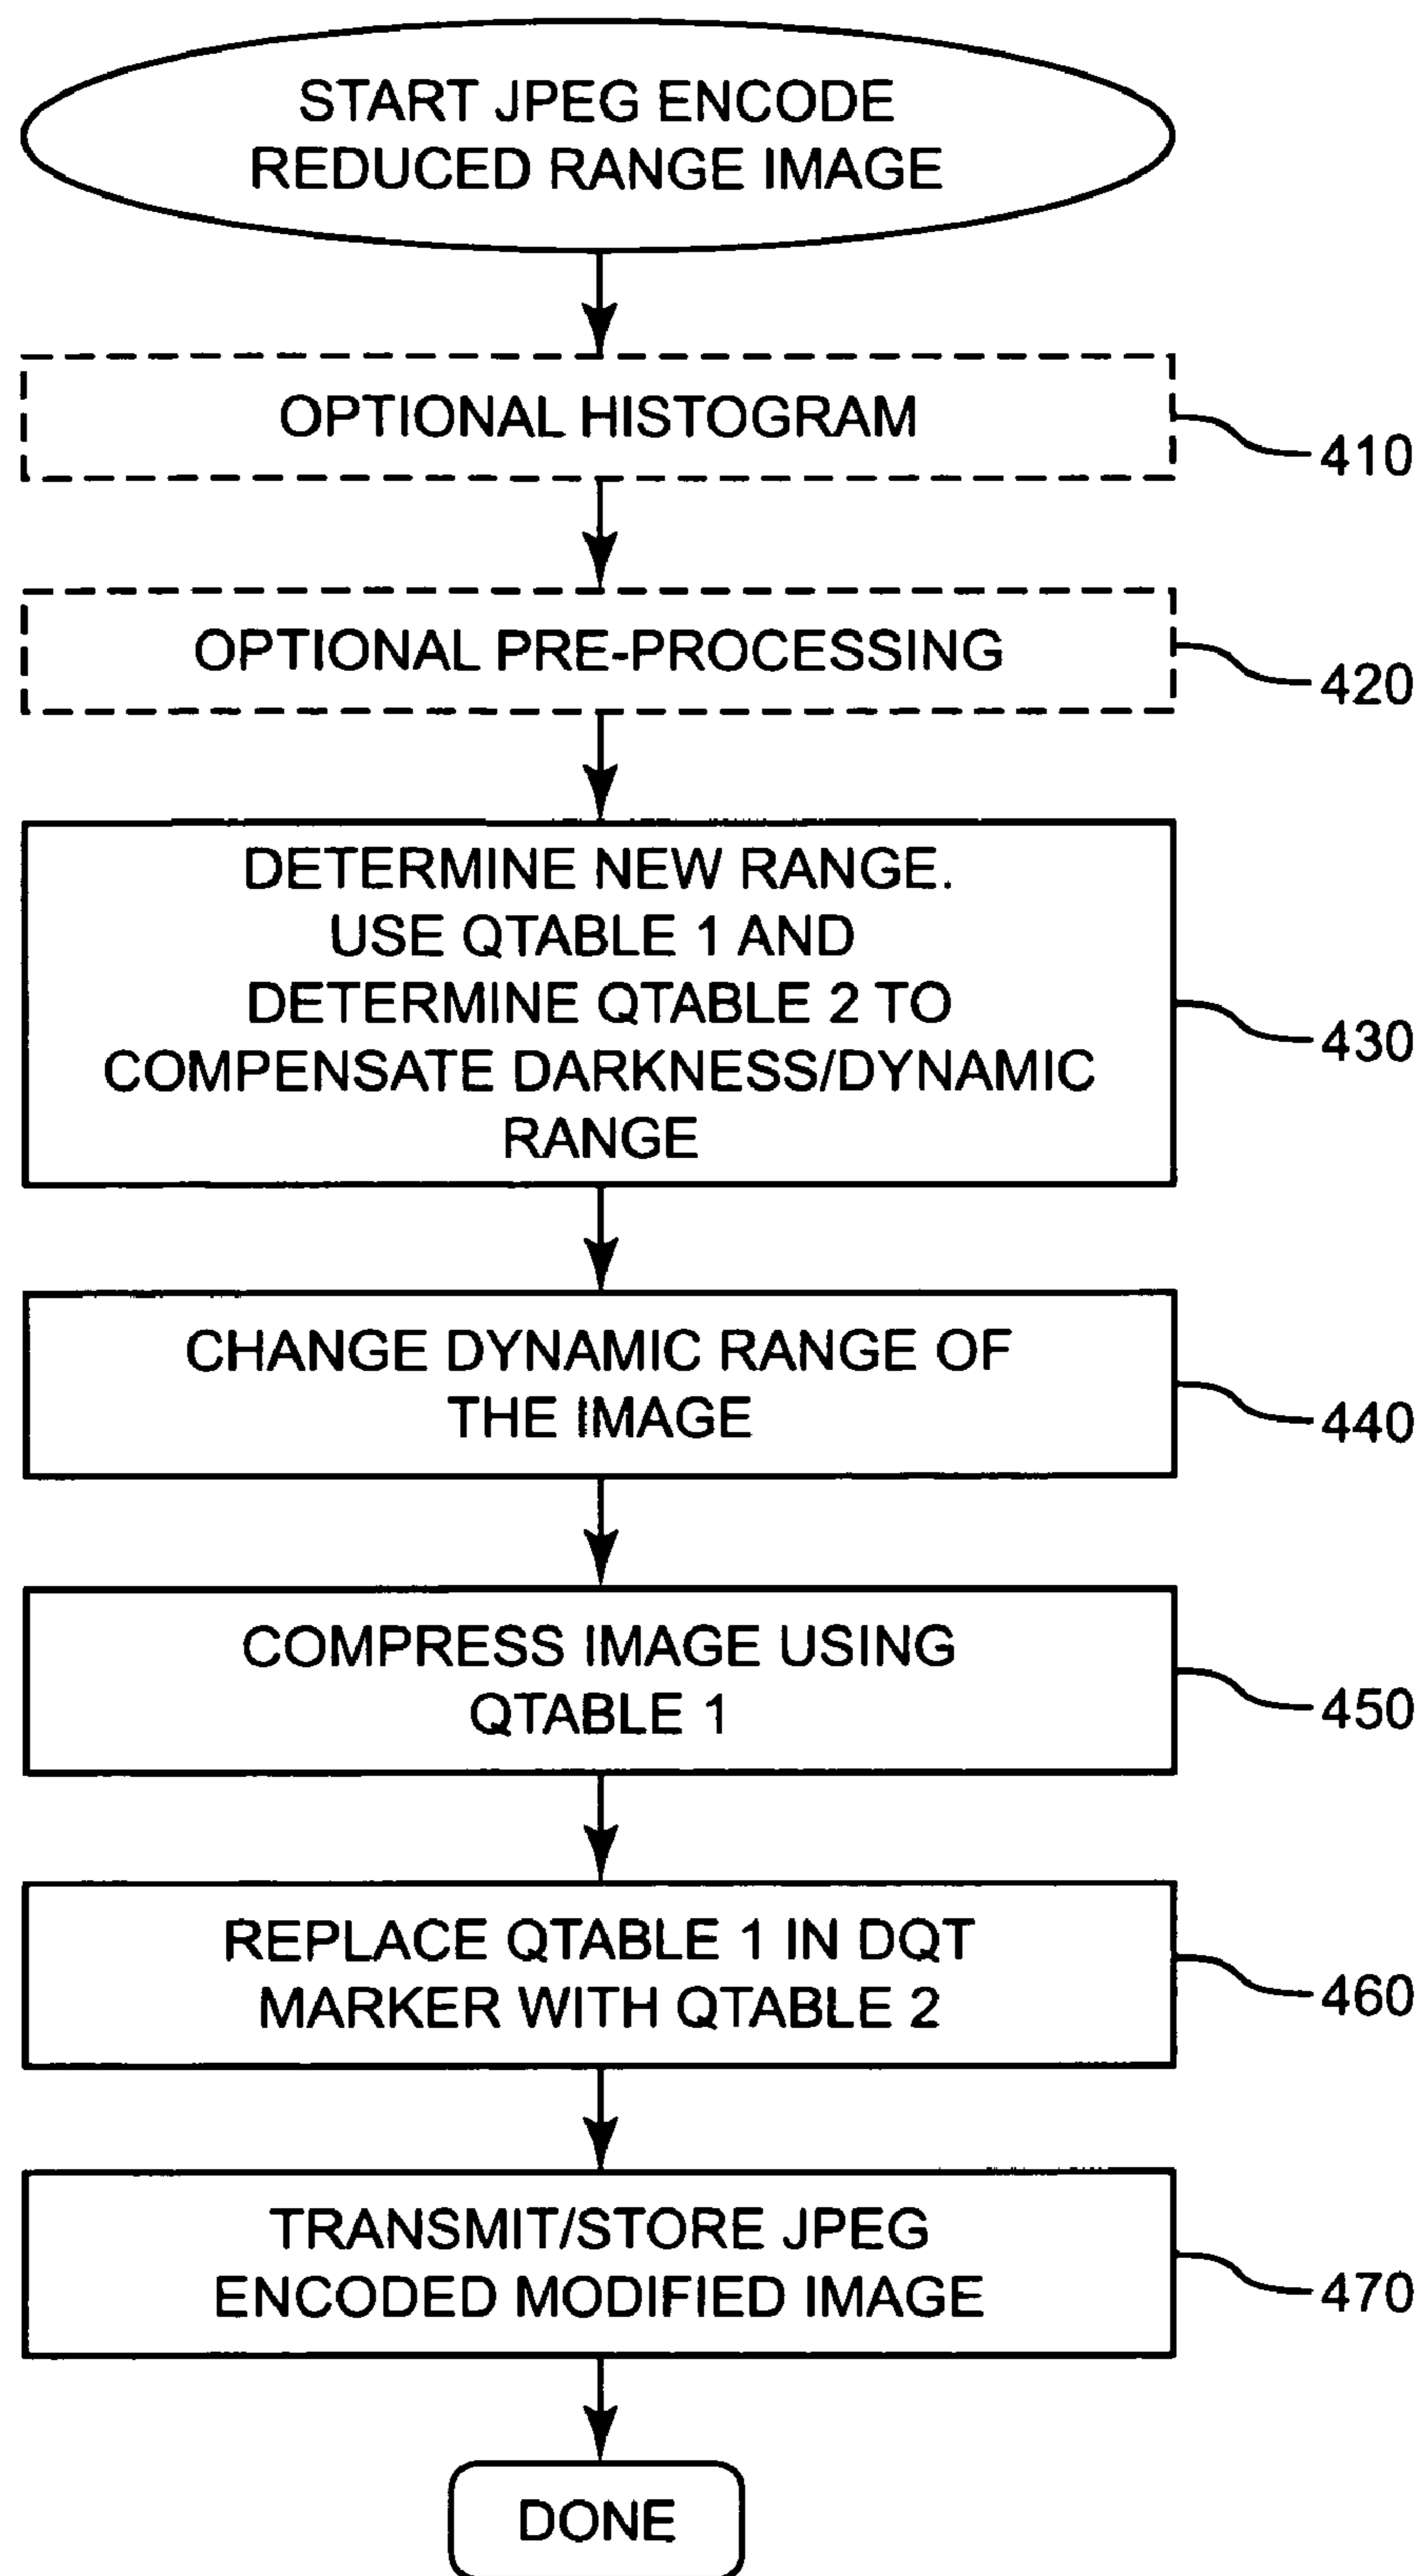 START JPEG ENCODE
REDUCED RANGE IMAGE
OPTIONAL HISTOGRAM
410
OPTIONAL PRE-PROCESSING
420
DETERMINE NEW RANGE.
USE QTABLE 1 AND
DETERMINE QTABLE 2 TO
COMPENSATE DARKNESS/DYNAMIC
RANGE
430
CHANGE DYNAMIC RANGE OF
THE IMAGE
440
COMPRESS IMAGE USING
QTABLE 1
450
REPLACE QTABLE 1 IN DQT
MARKER WITH QTABLE 2
460
TRANSMIT/STORE JPEG
ENCODED MODIFIED IMAGE
470
DONE